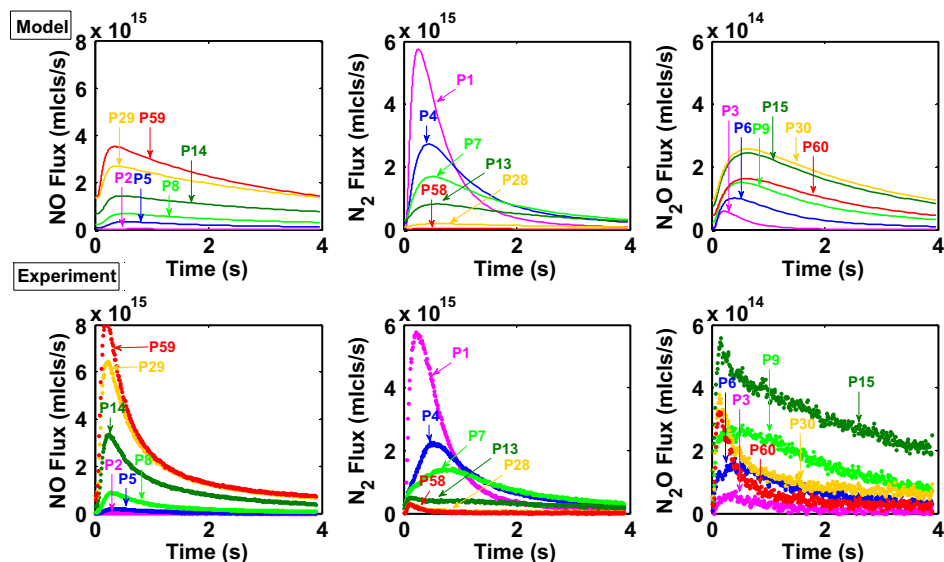 Model
x 10^15
x 10^15
x 10^14
NO Flux (mlcls/s)
8
6
4
2
0
P29
P59
P14
P2
P5
P8
0
2
4
Time (s)
N2 Flux (mlcls/s)
6
4
2
0
P1
P4
P7
P13
P58
P28
0
2
4
Time (s)
N2O Flux (mlcls/s)
6
4
2
0
P3
P6
P9
P15
P30
P60
0
2
4
Time (s)
Experiment
x 10^15
x 10^15
x 10^14
NO Flux (mlcls/s)
8
6
4
2
0
P59
P29
P14
P2
P8
P5
0
2
4
Time (s)
N2 Flux (mlcls/s)
6
4
2
0
P1
P4
P7
P13
P28
P58
0
2
4
Time (s)
N2O Flux (mlcls/s)
6
4
2
0
P6
P9
P3
P15
P30
P60
0
2
4
Time (s)